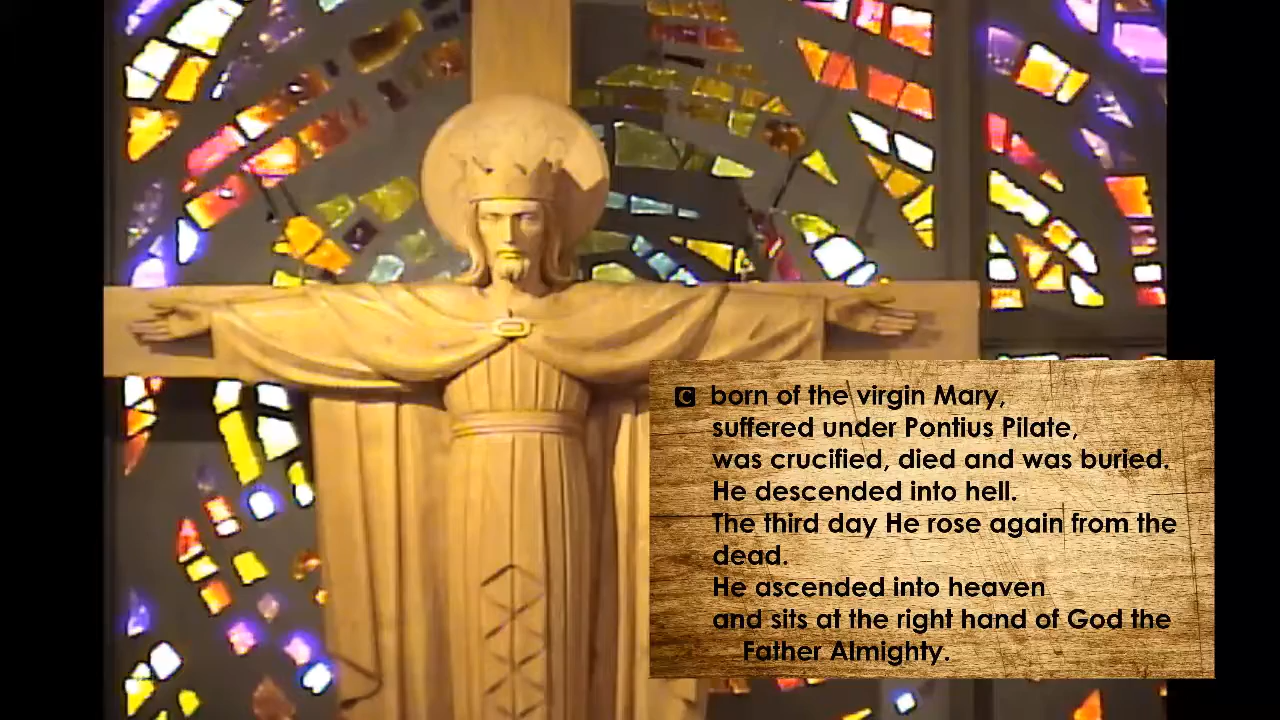 C born of the virgin Mary,
suffered under Pontius Pilate,
was crucified, died and was buried.
He descended into hell.
The third day He rose again from the
dead.
He ascended into heaven
and sits at the right hand of God the
Father Almighty.